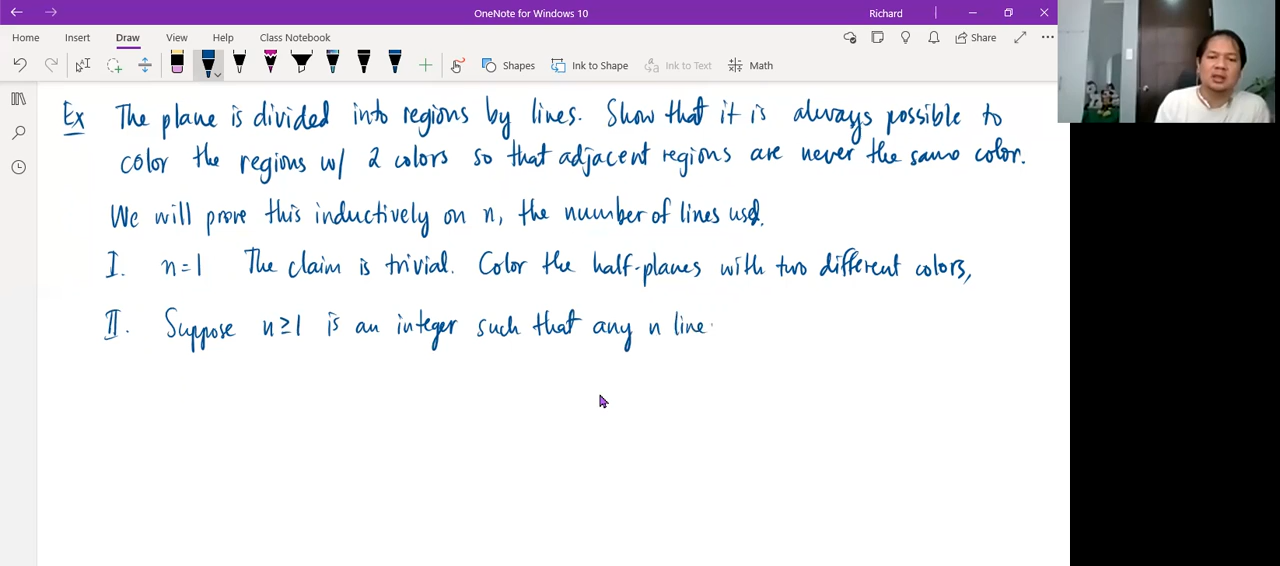 OneNote for Windows 10
Richard
Home Insert Draw View Help Class Notebook
Share
Shapes Ink to Shape Ink to Text Math
Ex The plane is divided into regions by lines. Show that it is always possible to
color the regions w/ 2 colors so that adjacent regions are never the same color.
We will prove this inductively on n, the number of lines used.
I. n=1 The claim is trivial. Color the half-planes with two different colors,
II. Suppose n≥1 is an integer such that any n line